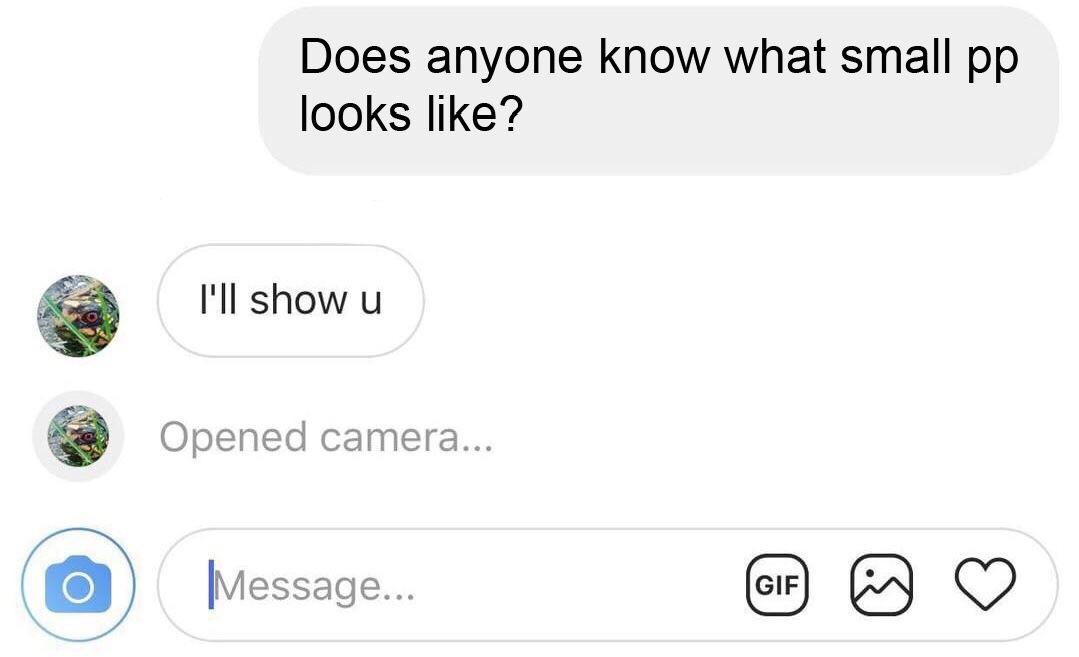 Does anyone know what small pp
looks like?
I'll show u
Opened camera...
Message...
GIF